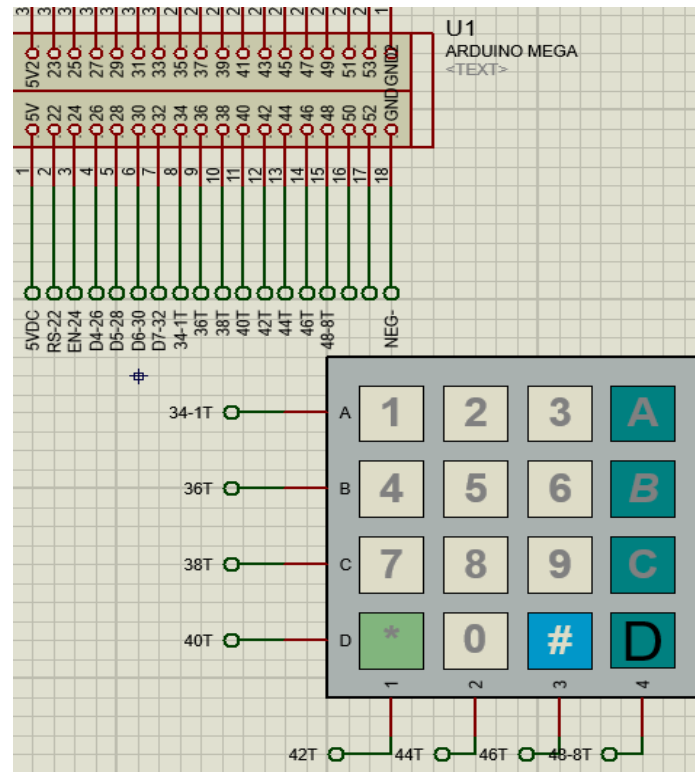 U1
ARDUINO MEGA
<TEXT>
5V2 23 25 27 29 31 33 35 37 39 41 43 45 47 49 51 53 GND2
5V 22 24 26 28 30 32 34 36 38 40 42 44 46 48 50 52 GND
1 2 3 4 5 6 7 8 9 10 11 12 13 14 15 16 17 18
5VDC
RS-22
EN-24
D4-26
D5-28
D6-30
D7-32
34-1T
36T
38T
40T
42T
44T
46T
48-8T
NEG-
34-1T A 1 2 3 A
36T B 4 5 6 B
38T C 7 8 9 C
40T D * 0 # D
1 2 3 4
42T 44T 46T 48-8T